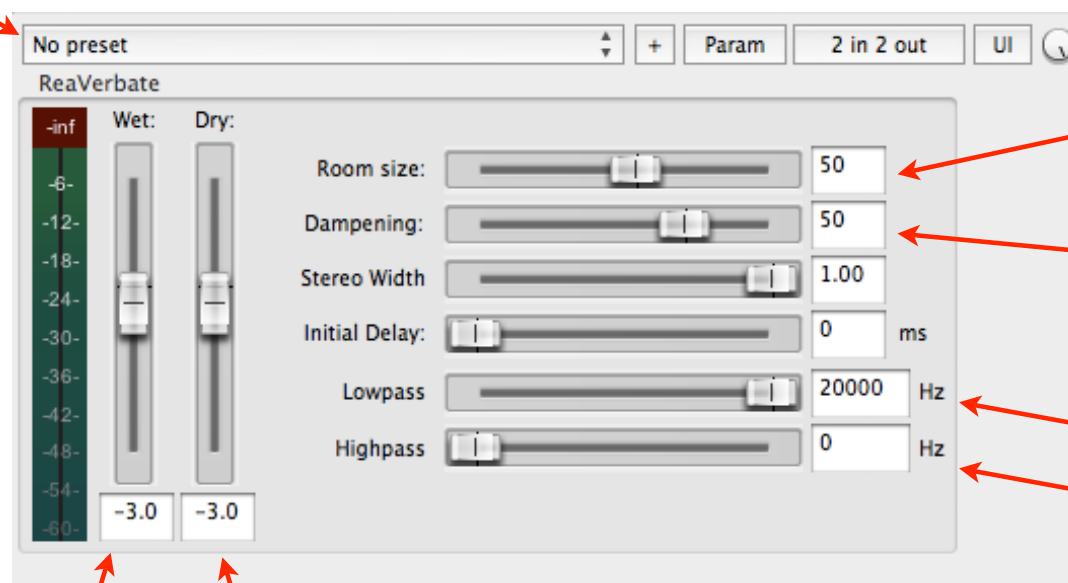 No preset + Param 2 in 2 out UI
ReaVerbate
-inf Wet: Dry:
Room size: 50
-6-
-12- Dampening: 50
-18-
Stereo Width 1.00
-24-
-30- Initial Delay: 0 ms
-36-
Lowpass 20000 Hz
-42-
-48- Highpass 0 Hz
-54-
-3.0 -3.0
-60-